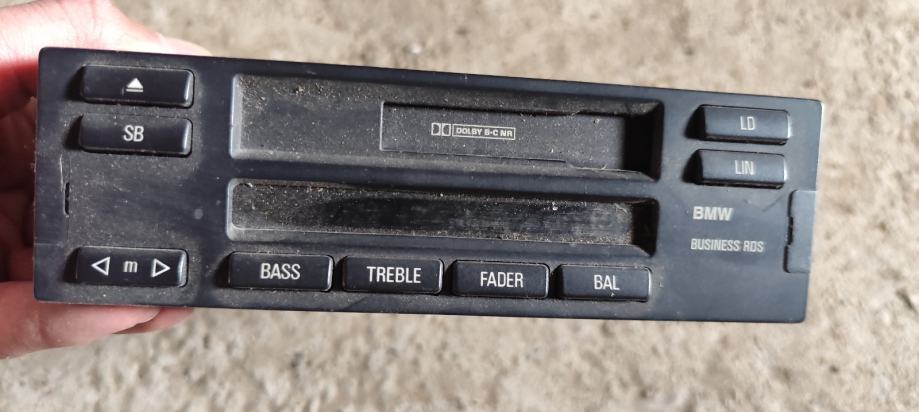 SB
DOLBY B-C NR
LD
LIN
BMW
BUSINESS RDS
m
BASS
TREBLE
FADER
BAL